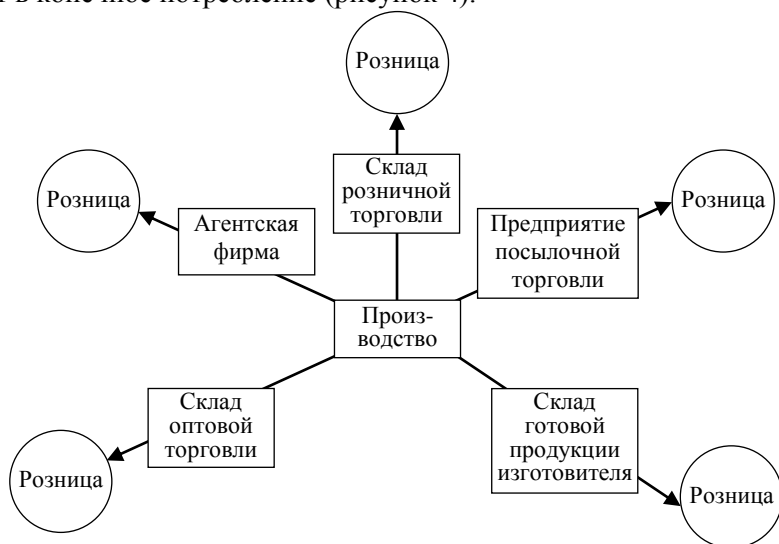 в конечное потребление (рисунок 4).
Розница
Розница
Склад
розничной
торговли
Розница
Агентская
фирма
Предприятие
посылочной
торговли
Произ-
водство
Склад
оптовой
торговли
Склад
готовой
продукции
изготовителя
Розница
Розница